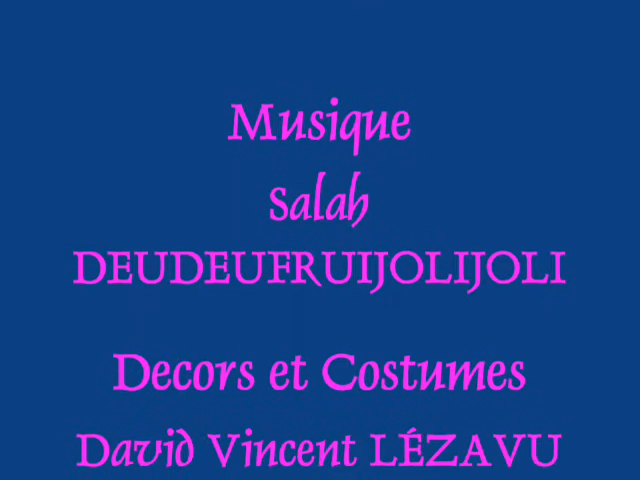 Musique
Salah
DEUDEUFRUIJOLIJOLI
Decors et Costumes
David Vincent LÉZAVU